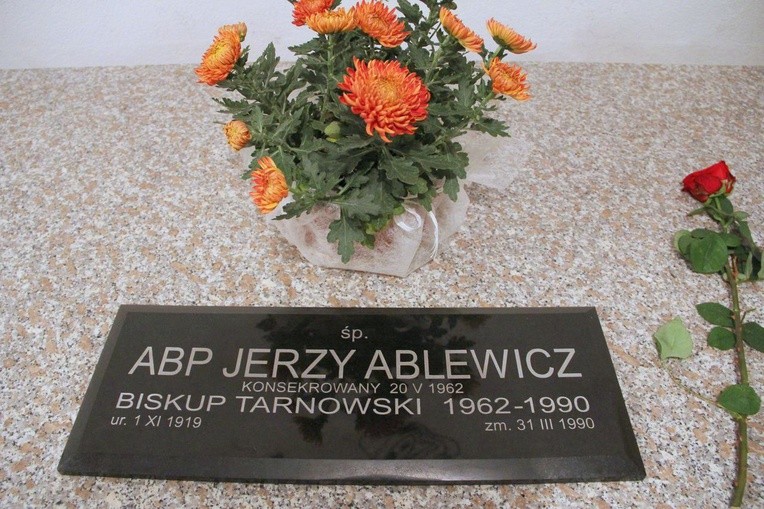 śp.
ABP JERZY ABLEWICZ
KONSEKROWANY 20 V 1962
BISKUP TARNOWSKI 1962-1990
ur. 1 XI 1919 zm. 31 III 1990